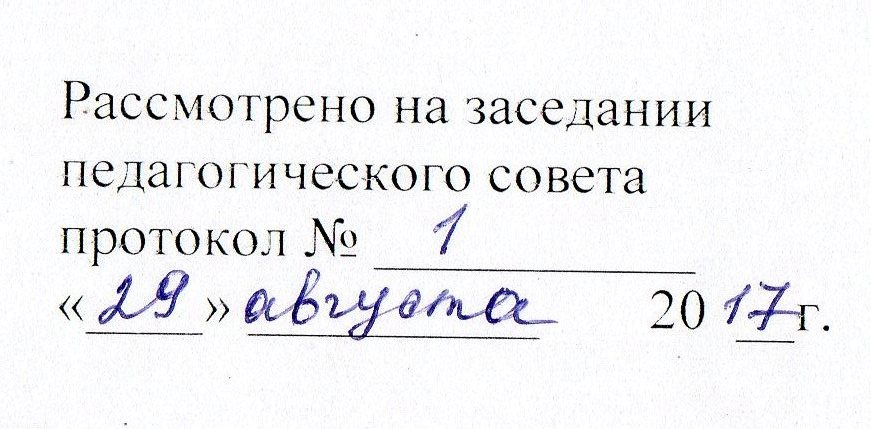 Рассмотрено на заседании
педагогического совета
протокол № 1
«29» августа 2017г.